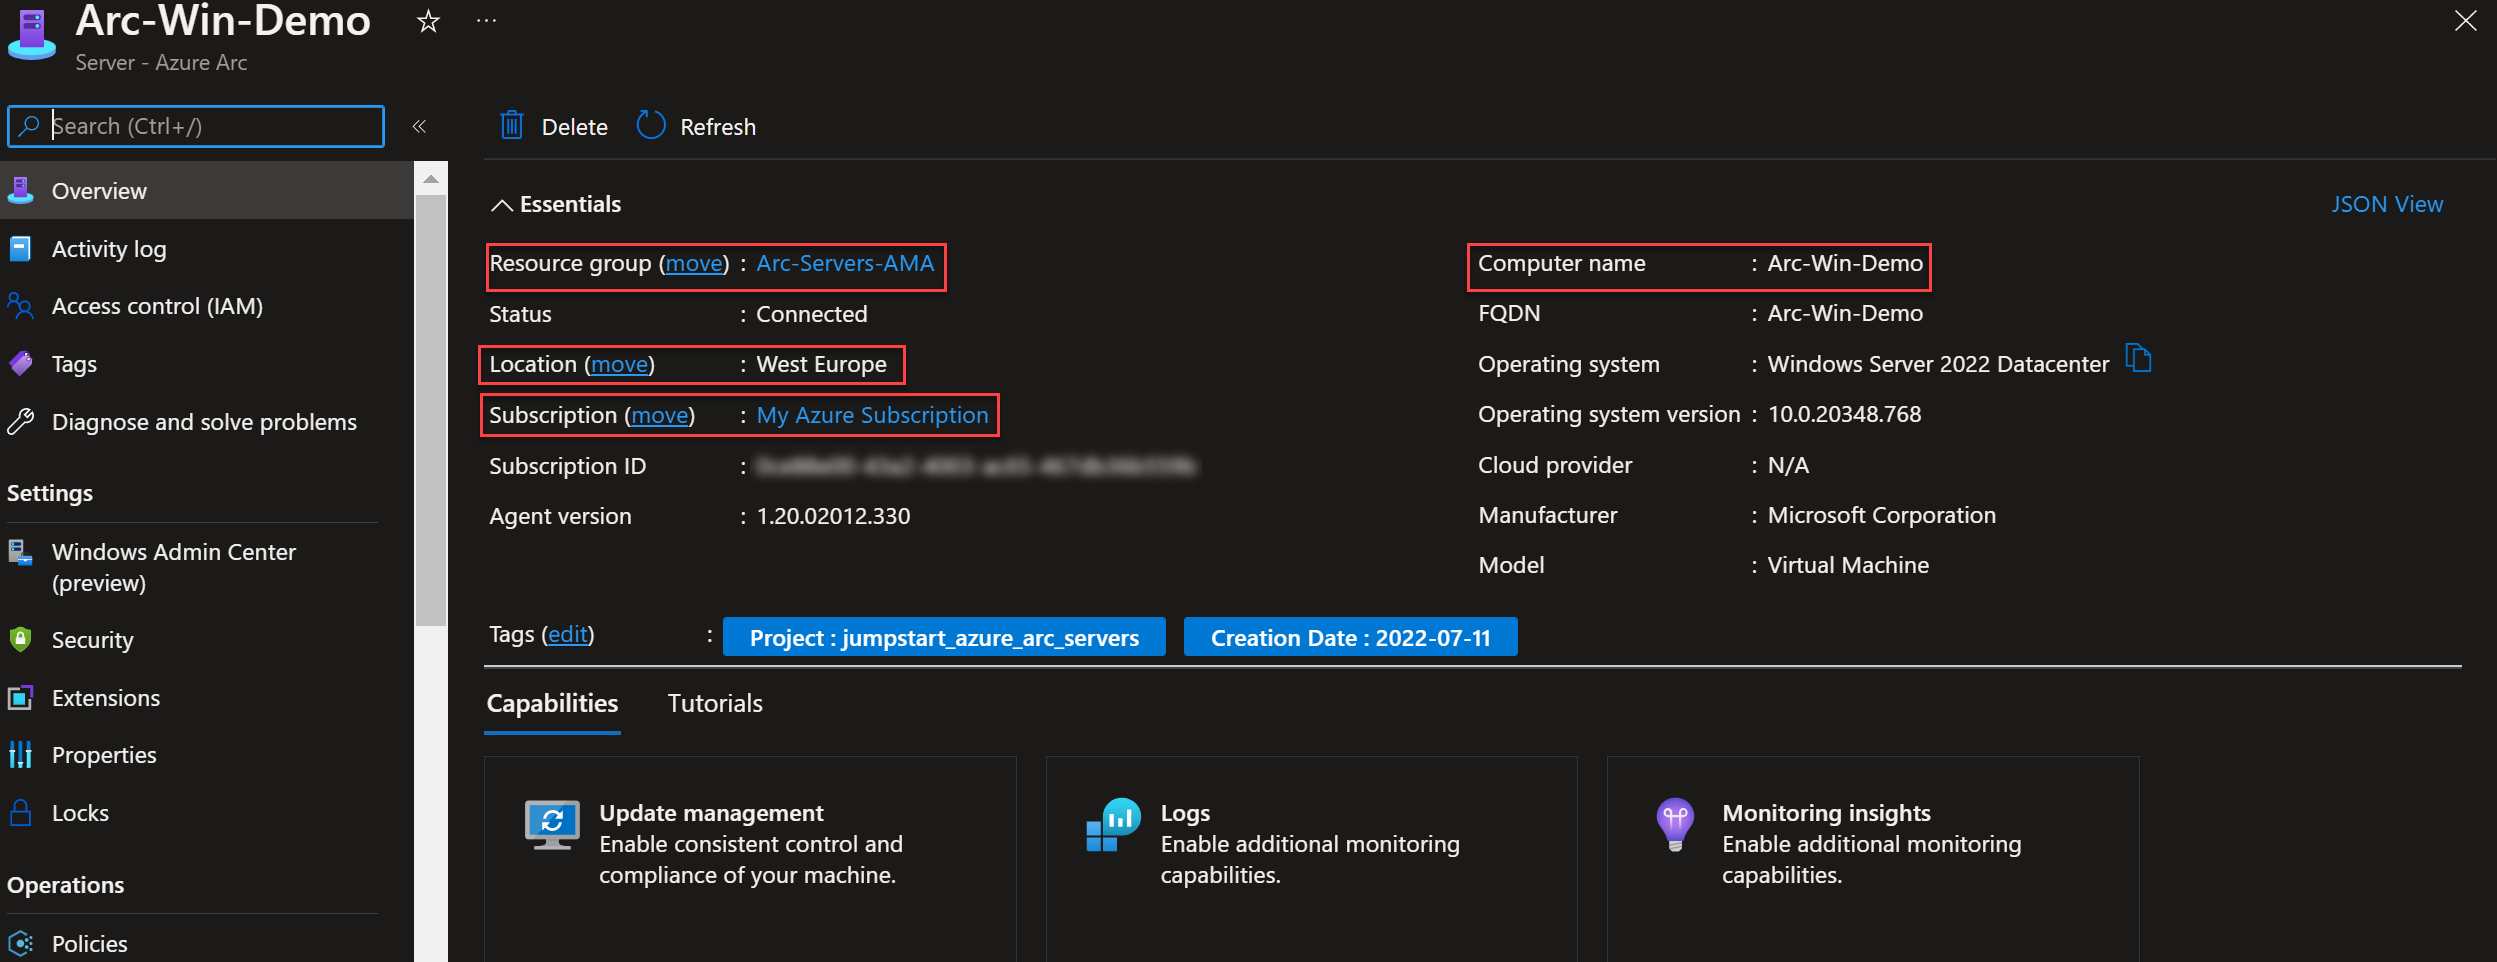 Arc-Win-Demo
Server - Azure Arc
Search (Ctrl+/)
Overview
Activity log
Access control (IAM)
Tags
Diagnose and solve problems
Settings
Windows Admin Center
(preview)
Security
Extensions
Properties
Locks
Operations
Policies
Delete
Refresh
Essentials
JSON View
Resource group (move) : Arc-Servers-AMA
Status : Connected
Location (move) : West Europe
Subscription (move) : My Azure Subscription
Subscription ID :
Agent version : 1.20.02012.330
Computer name : Arc-Win-Demo
FQDN : Arc-Win-Demo
Operating system : Windows Server 2022 Datacenter
Operating system version : 10.0.20348.768
Cloud provider : N/A
Manufacturer : Microsoft Corporation
Model : Virtual Machine
Tags (edit) : Project : jumpstart_azure_arc_servers Creation Date : 2022-07-11
Capabilities Tutorials
Update management
Enable consistent control and
compliance of your machine.
Logs
Enable additional monitoring
capabilities.
Monitoring insights
Enable additional monitoring
capabilities.